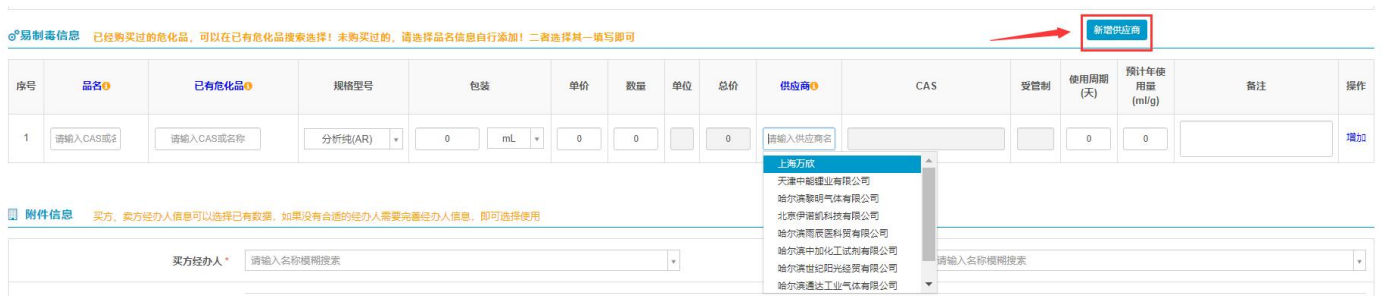 易制毒信息 已经购买过的危化品，可以在已有危化品搜索选择！未购买过的，请选择品名信息自行添加！二者选择其一填写即可
新增供应商
序号 品名 已有危化品 规格型号 包装 单价 数量 单位 总价 供应商 CAS 受管制 使用周期(天) 预计年使用量(ml/g) 备注 操作
1 请输入CAS或名 请输入CAS或名称 分析纯(AR) 0 mL 0 0 0 请输入供应商名 0 0 增加
上海万欣
天津中能锂业有限公司
哈尔滨黎明气体有限公司
北京伊诺凯科技有限公司
哈尔滨雨辰医科贸有限公司
哈尔滨中加化工试剂有限公司
哈尔滨世纪阳光经贸有限公司
哈尔滨通达工业气体有限公司
附件信息 买方、卖方经办人信息可以选择已有数据，如果没有合适的经办人需要完善经办人信息，即可选择使用
买方经办人* 请输入名称模糊搜素 请输入名称模糊搜素